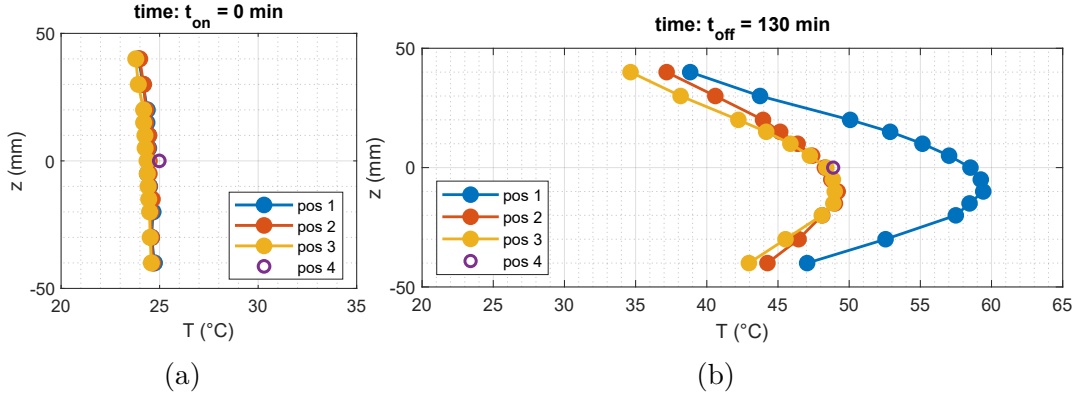 time: t_on = 0 min
50
0
-50
z (mm)
20
25
30
35
T (°C)
pos 1
pos 2
pos 3
pos 4
(a)
time: t_off = 130 min
50
0
-50
z (mm)
20
25
30
35
40
45
50
55
60
65
T (°C)
pos 1
pos 2
pos 3
pos 4
(b)